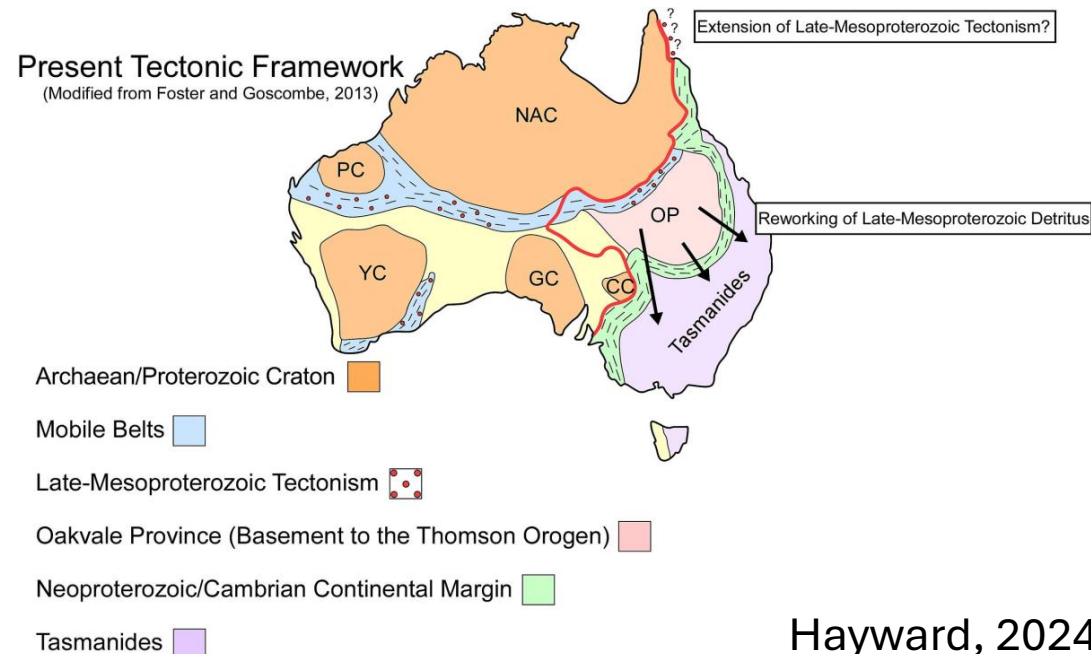 ?
?
?
Extension of Late-Mesoproterozoic Tectonism?
Present Tectonic Framework
(Modified from Foster and Goscombe, 2013)
NAC
PC
OP
Reworking of Late-Mesoproterozoic Detritus
YC
GC
CC
Tasmanides
Archaean/Proterozoic Craton
Mobile Belts
Late-Mesoproterozoic Tectonism
Oakvale Province (Basement to the Thomson Orogen)
Neoproterozoic/Cambrian Continental Margin
Tasmanides
Hayward, 2024